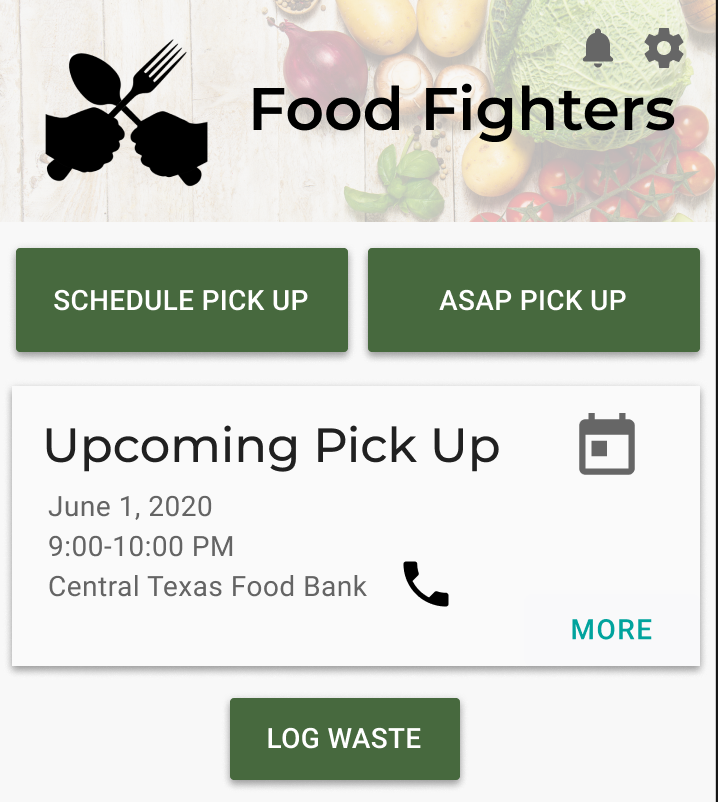 Food Fighters
SCHEDULE PICK UP
ASAP PICK UP
Upcoming Pick Up
June 1, 2020
9:00-10:00 PM
Central Texas Food Bank
MORE
LOG WASTE